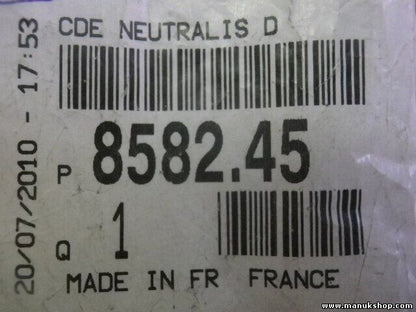 CDE NEUTRALIS D
20/07/2010 - 17:53
P 8582.45
Q 1
MADE IN FR FRANCE
www.manukshop.com